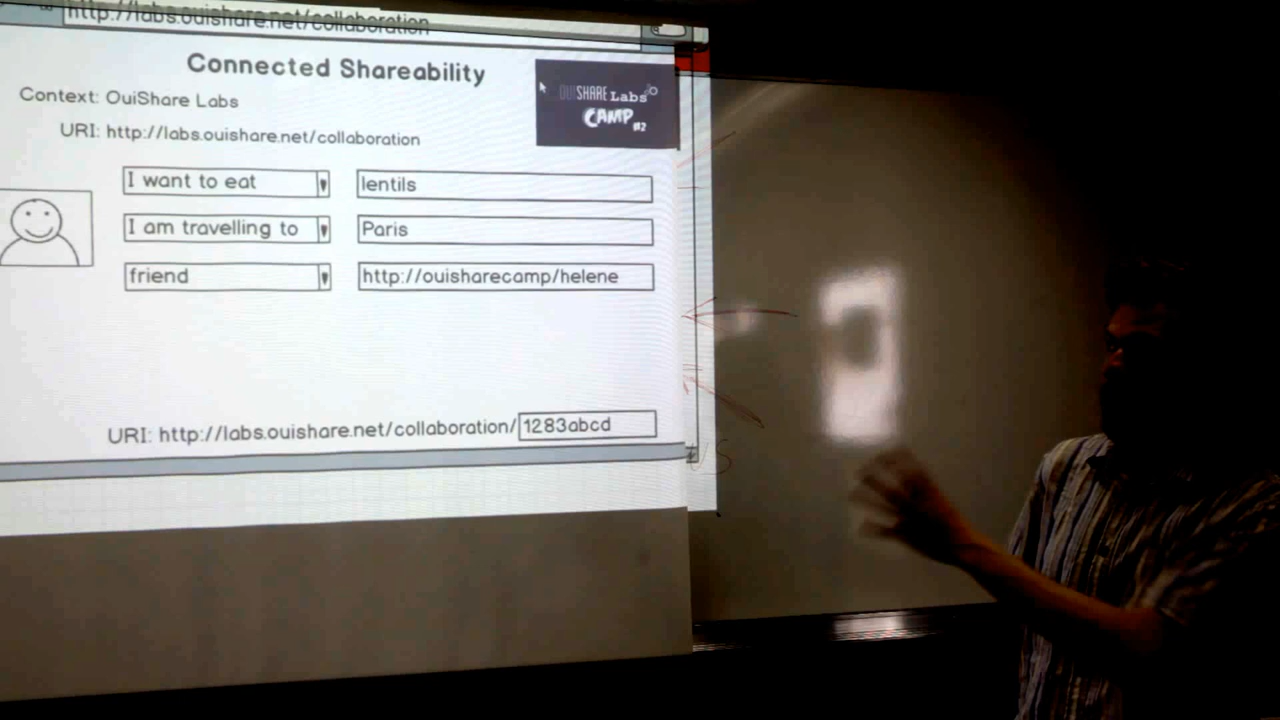 http://labs.ouishare.net/collaboration
Connected Shareability
OUISHARE Labs
CAMP #2
Context: OuiShare Labs
URI: http://labs.ouishare.net/collaboration
I want to eat lentils
I am travelling to Paris
friend http://ouisharecamp/helene
URI: http://labs.ouishare.net/collaboration/ 1283abcd